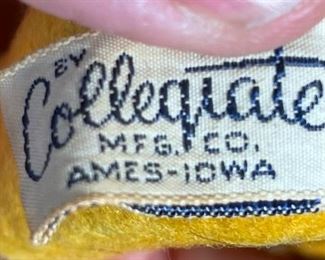 BY
Collegiate
MFG. CO.
AMES-IOWA